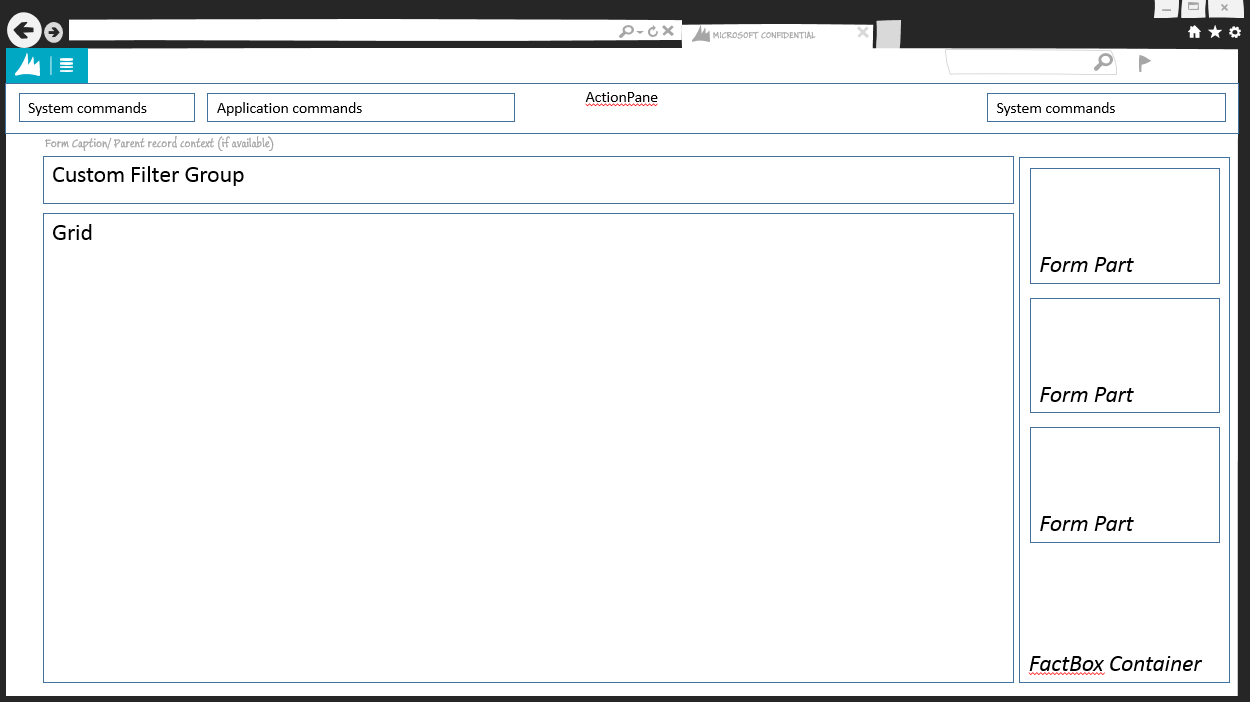 MICROSOFT CONFIDENTIAL
System commands
Application commands
ActionPane
System commands
Form Caption/ Parent record context (if available)
Custom Filter Group
Grid
Form Part
Form Part
Form Part
FactBox Container